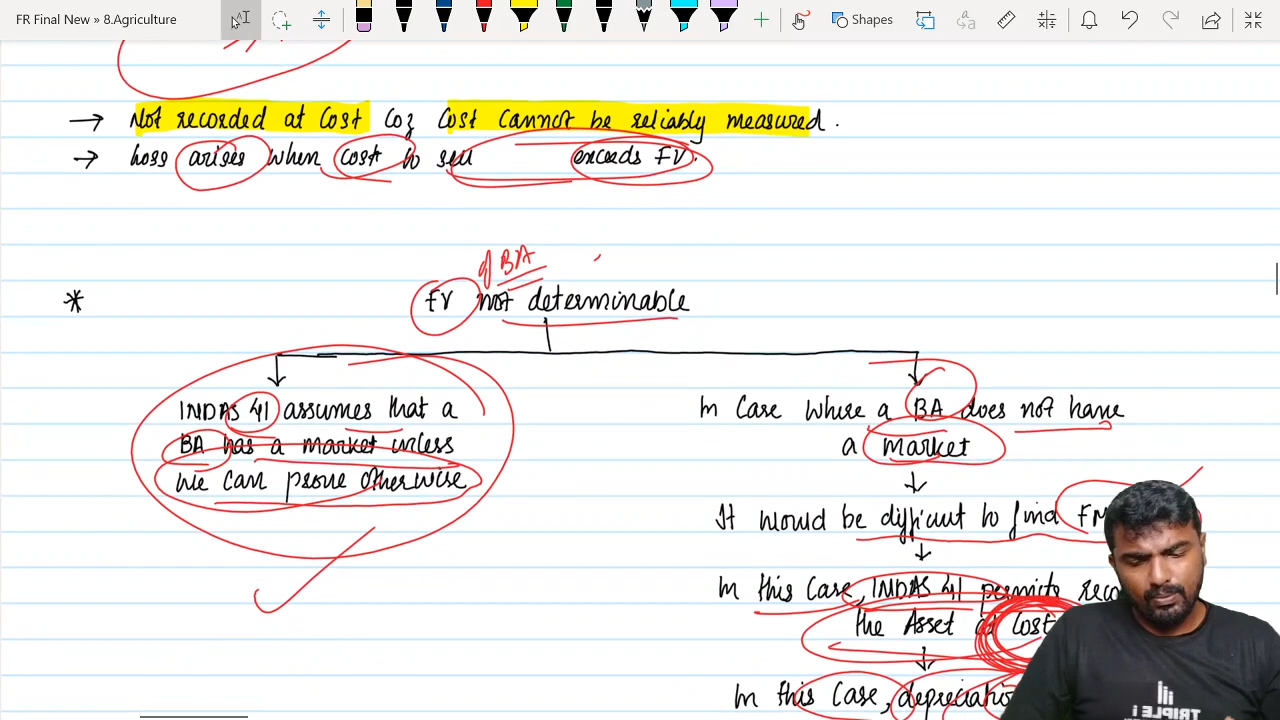 FR Final New » 8.Agriculture
Shapes
→ Not recorded at Cost Coz Cost Cannot be reliably measured.
→ Loss arises when cost to sell exceeds FV.
of BA
* FV not determinable
INDAS 41 assumes that a
BA has a market unless
we can prove otherwise
In Case where a BA does not have
a market
It would be difficult to find
In this Case, INDAS 41 permits
the Asset at Cost
In this Case,
TRIPLE i